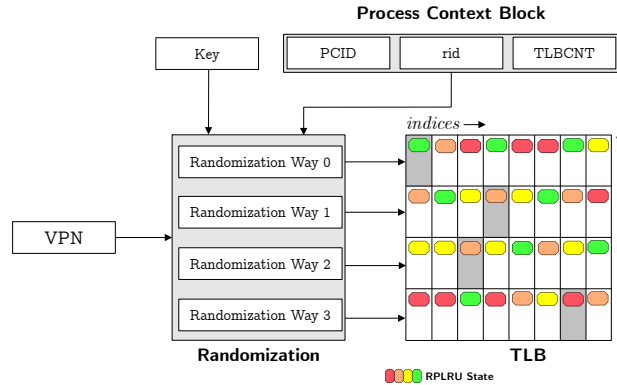 Process Context Block
Key
PCID
rid
TLBCNT
indices
Randomization Way 0
Randomization Way 1
VPN
Randomization Way 2
Randomization Way 3
Randomization
TLB
RPLRU State